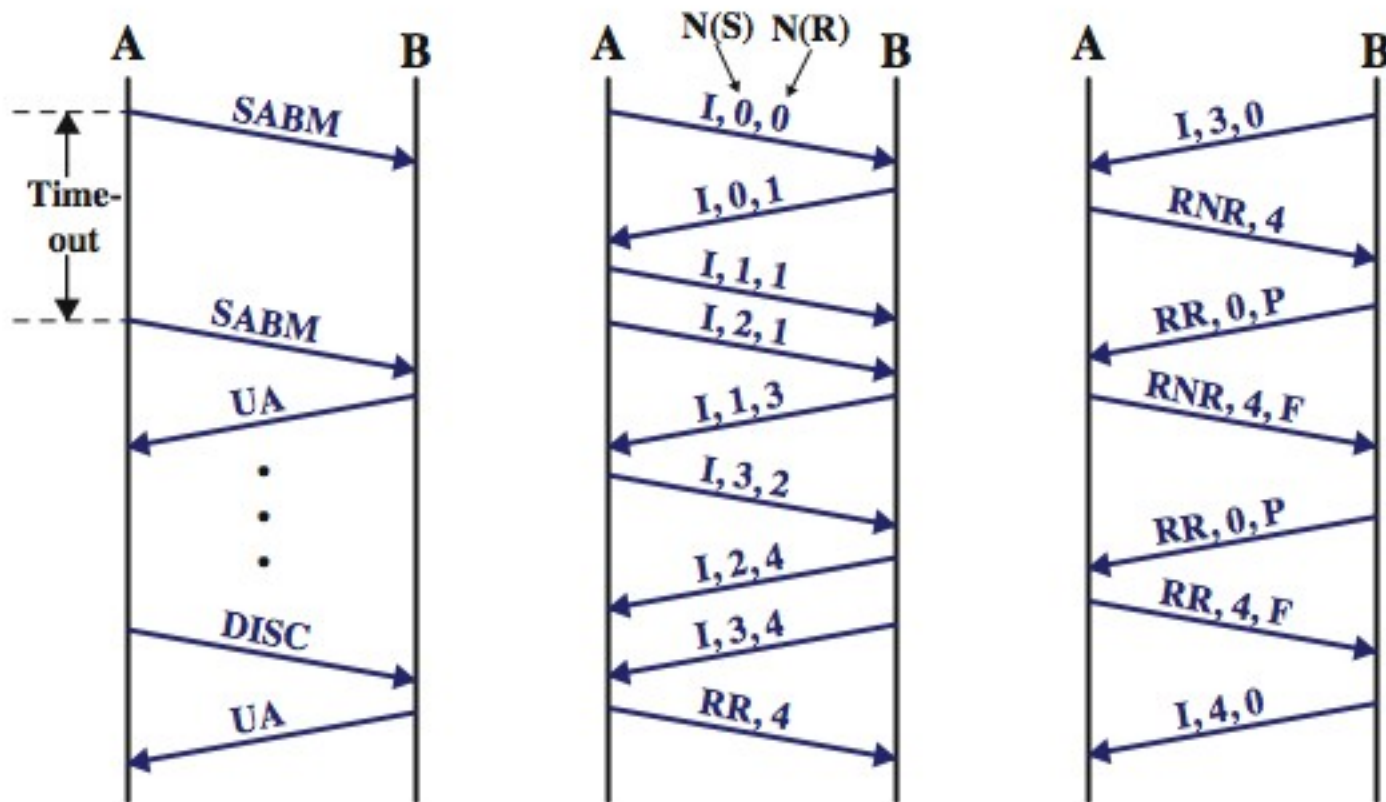 A
B
SABM
Time-
out
SABM
UA
DISC
UA
N(S) N(R)
A
B
I, 0, 0
I, 0, 1
I, 1, 1
I, 2, 1
I, 1, 3
I, 3, 2
I, 2, 4
I, 3, 4
RR, 4
A
B
I, 3, 0
RNR, 4
RR, 0, P
RNR, 4, F
RR, 0, P
RR, 4, F
I, 4, 0